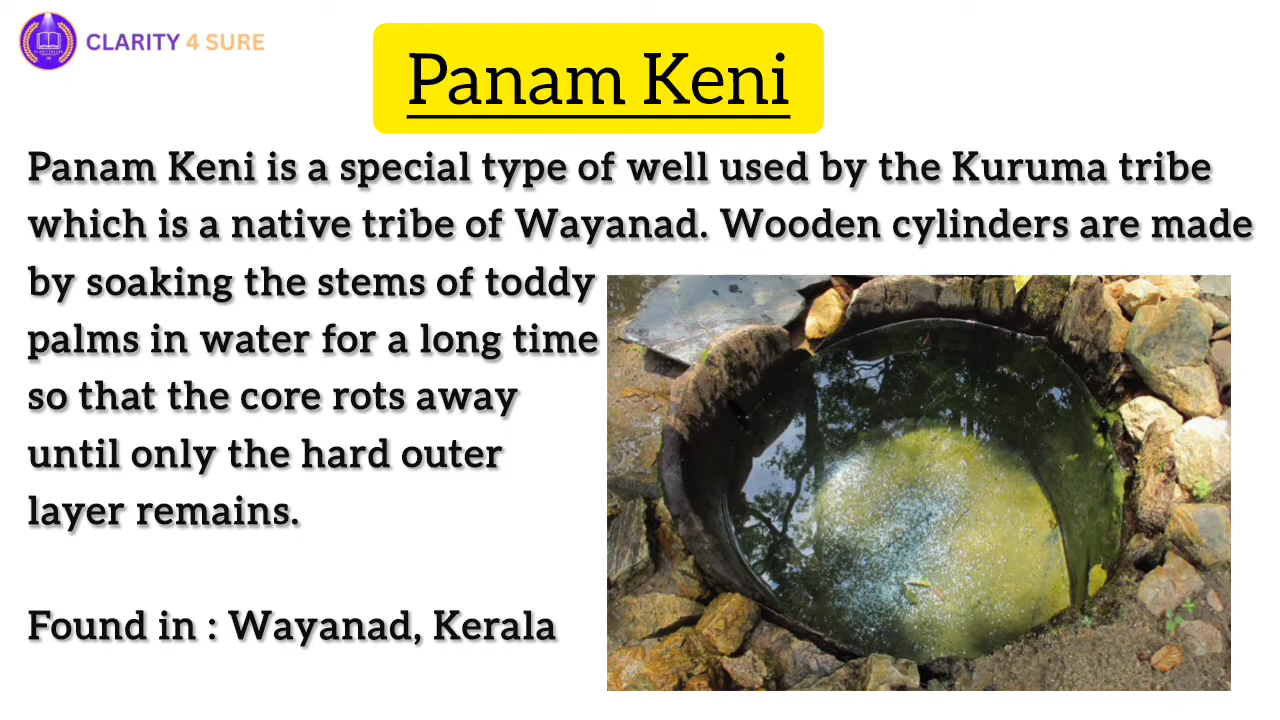 CLARITY 4 SURE
Panam Keni
Panam Keni is a special type of well used by the Kuruma tribe
which is a native tribe of Wayanad. Wooden cylinders are made
by soaking the stems of toddy
palms in water for a long time
so that the core rots away
until only the hard outer
layer remains.
Found in : Wayanad, Kerala